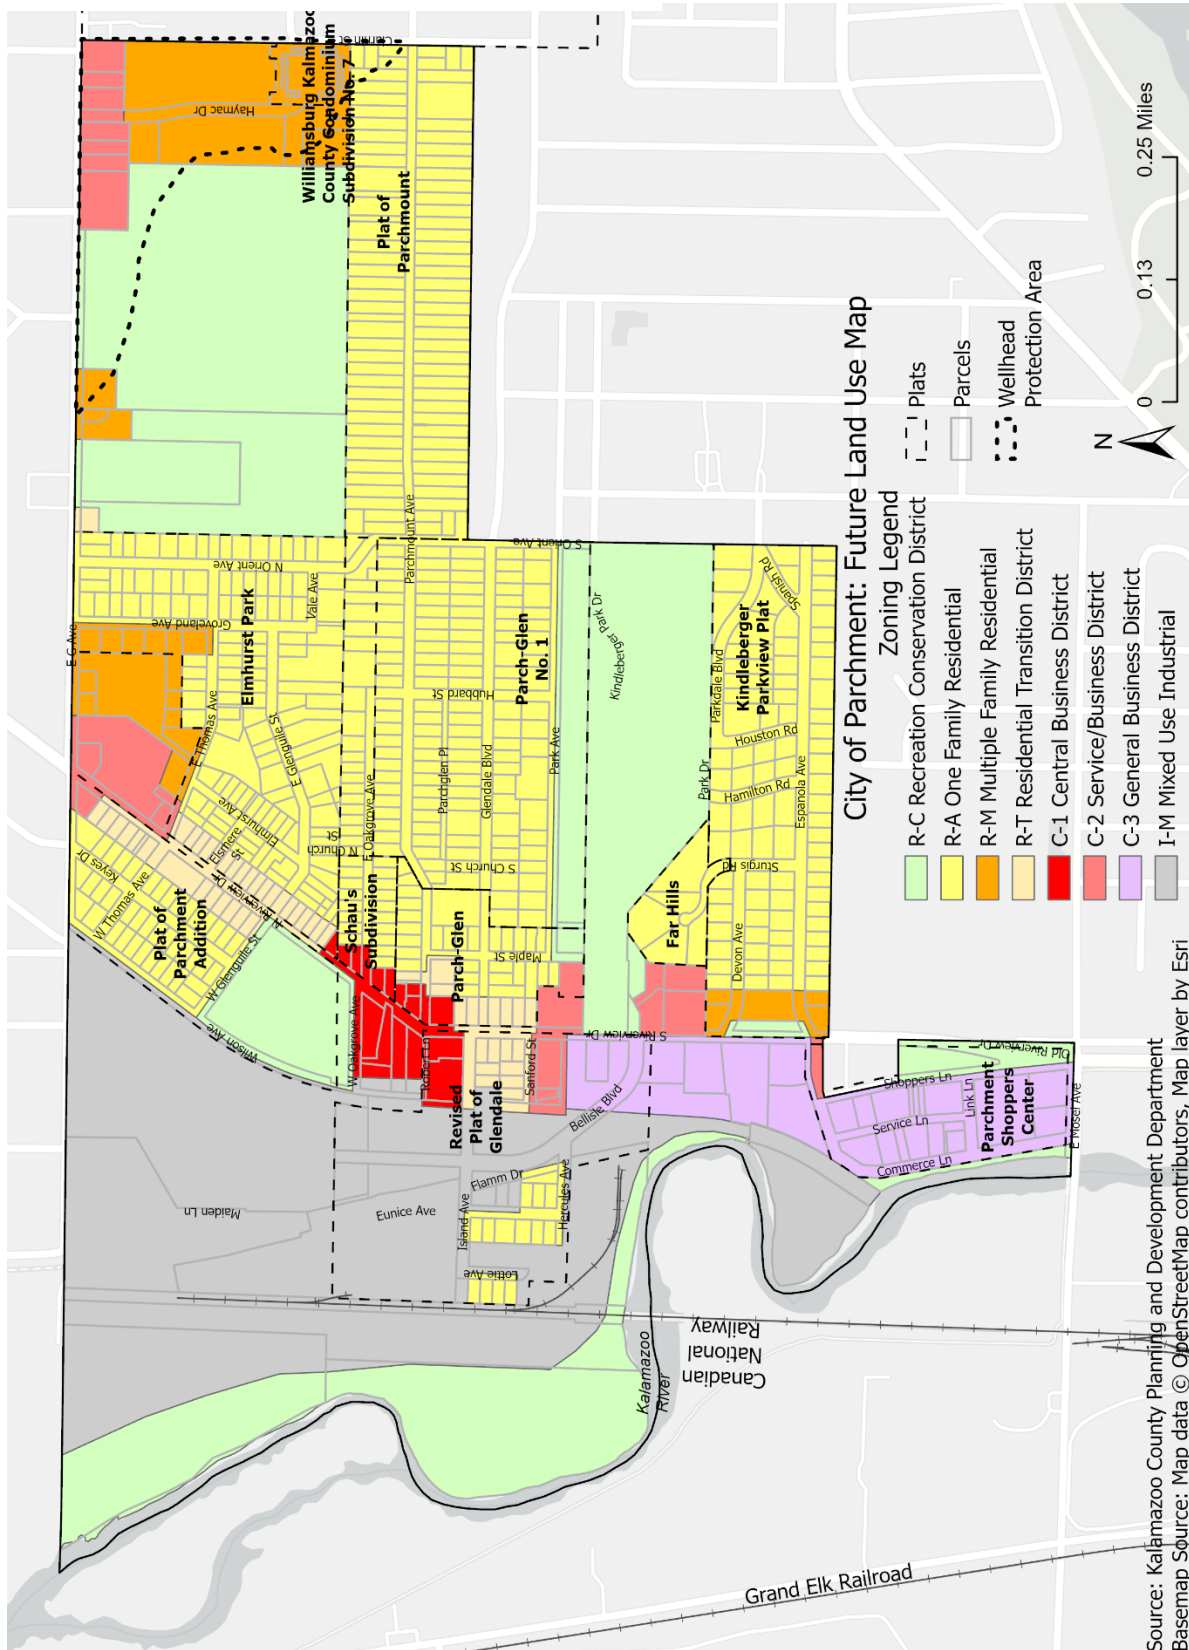 City of Parchment: Future Land Use Map
Zoning Legend
R-C Recreation Conservation District
R-A One Family Residential
R-M Multiple Family Residential
R-T Residential Transition District
C-1 Central Business District
C-2 Service/Business District
C-3 General Business District
I-M Mixed Use Industrial
Plats
Parcels
Wellhead
Protection Area
N
0
0.13
0.25 Miles
Source: Kalamazoo County Planning and Development Department
Basemap Source: Map data © OpenStreetMap contributors, Map layer by Esri
Grand Elk Railroad
Canadian
National
Railway
Kalamazoo
River
Maiden Ln
Eunice Ave
Island Ave
Lottie Ave
Flamm Dr
Hercules Ave
Bellisle Blvd
Wilson Ave
W Glenguile St
W Thomas Ave
Keyes Dr
Plat of
Parchment
Addition
N Riverview Dr
W Oakgrove Ave
Robert Ln
Revised
Plat of
Glendale
Sanford St
Schau's
Subdivision
Parch-Glen
Maple St
S Riverview Dr
E G Ave
E Thomas Ave
Elmhurst Ave
Elsmere
St
E Glenguile St
N Church
St
E Oakgrove Ave
Groveland Ave
Elmhurst Park
Vale Ave
N Orient Ave
Parchmount Ave
Hubbard St
Parchglen Pl
Glendale Blvd
S Church St
Park Ave
Parch-Glen
No. 1
S Orient Ave
Kindleberger Park Dr
Park Dr
Parkdale Blvd
Kindleberger
Parkview Plat
Spanish Rd
Houston Rd
Hamilton Rd
Espanola Ave
Sturgis Rd
Far Hills
Devon Ave
Old Riverview Dr
Shoppers Ln
Link Ln
Service Ln
Commerce Ln
Parchment
Shoppers
Center
E Mosel Ave
Haymac Dr
Williamsburg Kalamazoo
County Condominium
Subdivision No. 7
Plat of
Parchmount